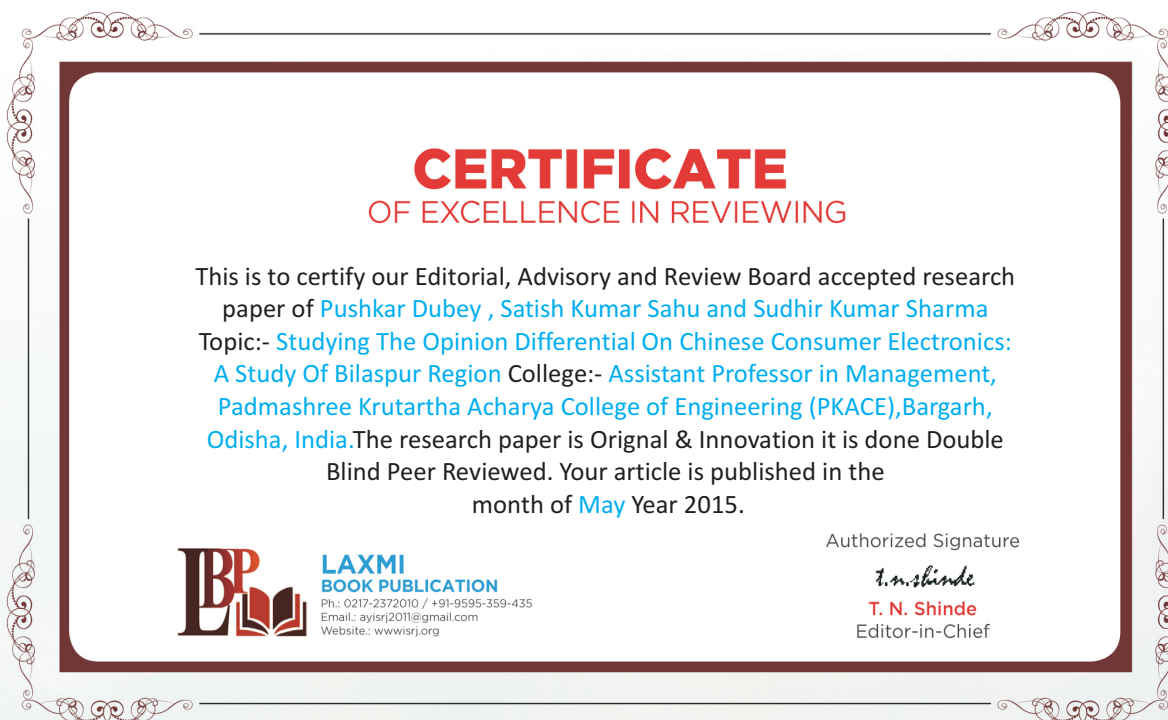 CERTIFICATE
OF EXCELLENCE IN REVIEWING
This is to certify our Editorial, Advisory and Review Board accepted research
paper of Pushkar Dubey , Satish Kumar Sahu and Sudhir Kumar Sharma
Topic:- Studying The Opinion Differential On Chinese Consumer Electronics:
A Study Of Bilaspur Region College:- Assistant Professor in Management,
Padmashree Krutartha Acharya College of Engineering (PKACE),Bargarh,
Odisha, India.The research paper is Orignal & Innovation it is done Double
Blind Peer Reviewed. Your article is published in the
month of May Year 2015.
LBP
LAXMI
BOOK PUBLICATION
Ph.: 0217-2372010 / +91-9595-359-435
Email.: ayisrj2011@gmail.com
Website.: wwwisrj.org
Authorized Signature
t.n.shinde
T. N. Shinde
Editor-in-Chief